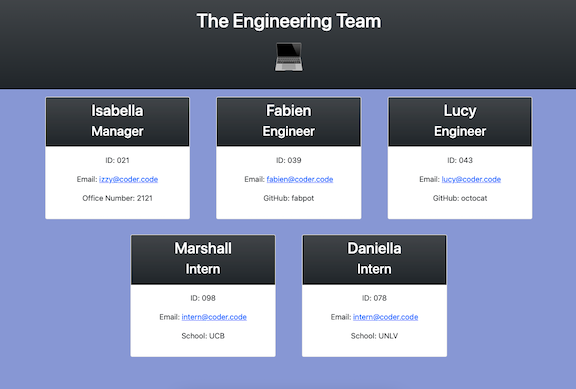 The Engineering Team
Isabella
Manager
ID: 021
Email: izzy@coder.code
Office Number: 2121
Fabien
Engineer
ID: 039
Email: fabien@coder.code
GitHub: fabpot
Lucy
Engineer
ID: 043
Email: lucy@coder.code
GitHub: octocat
Marshall
Intern
ID: 098
Email: intern@coder.code
School: UCB
Daniella
Intern
ID: 078
Email: intern@coder.code
School: UNLV